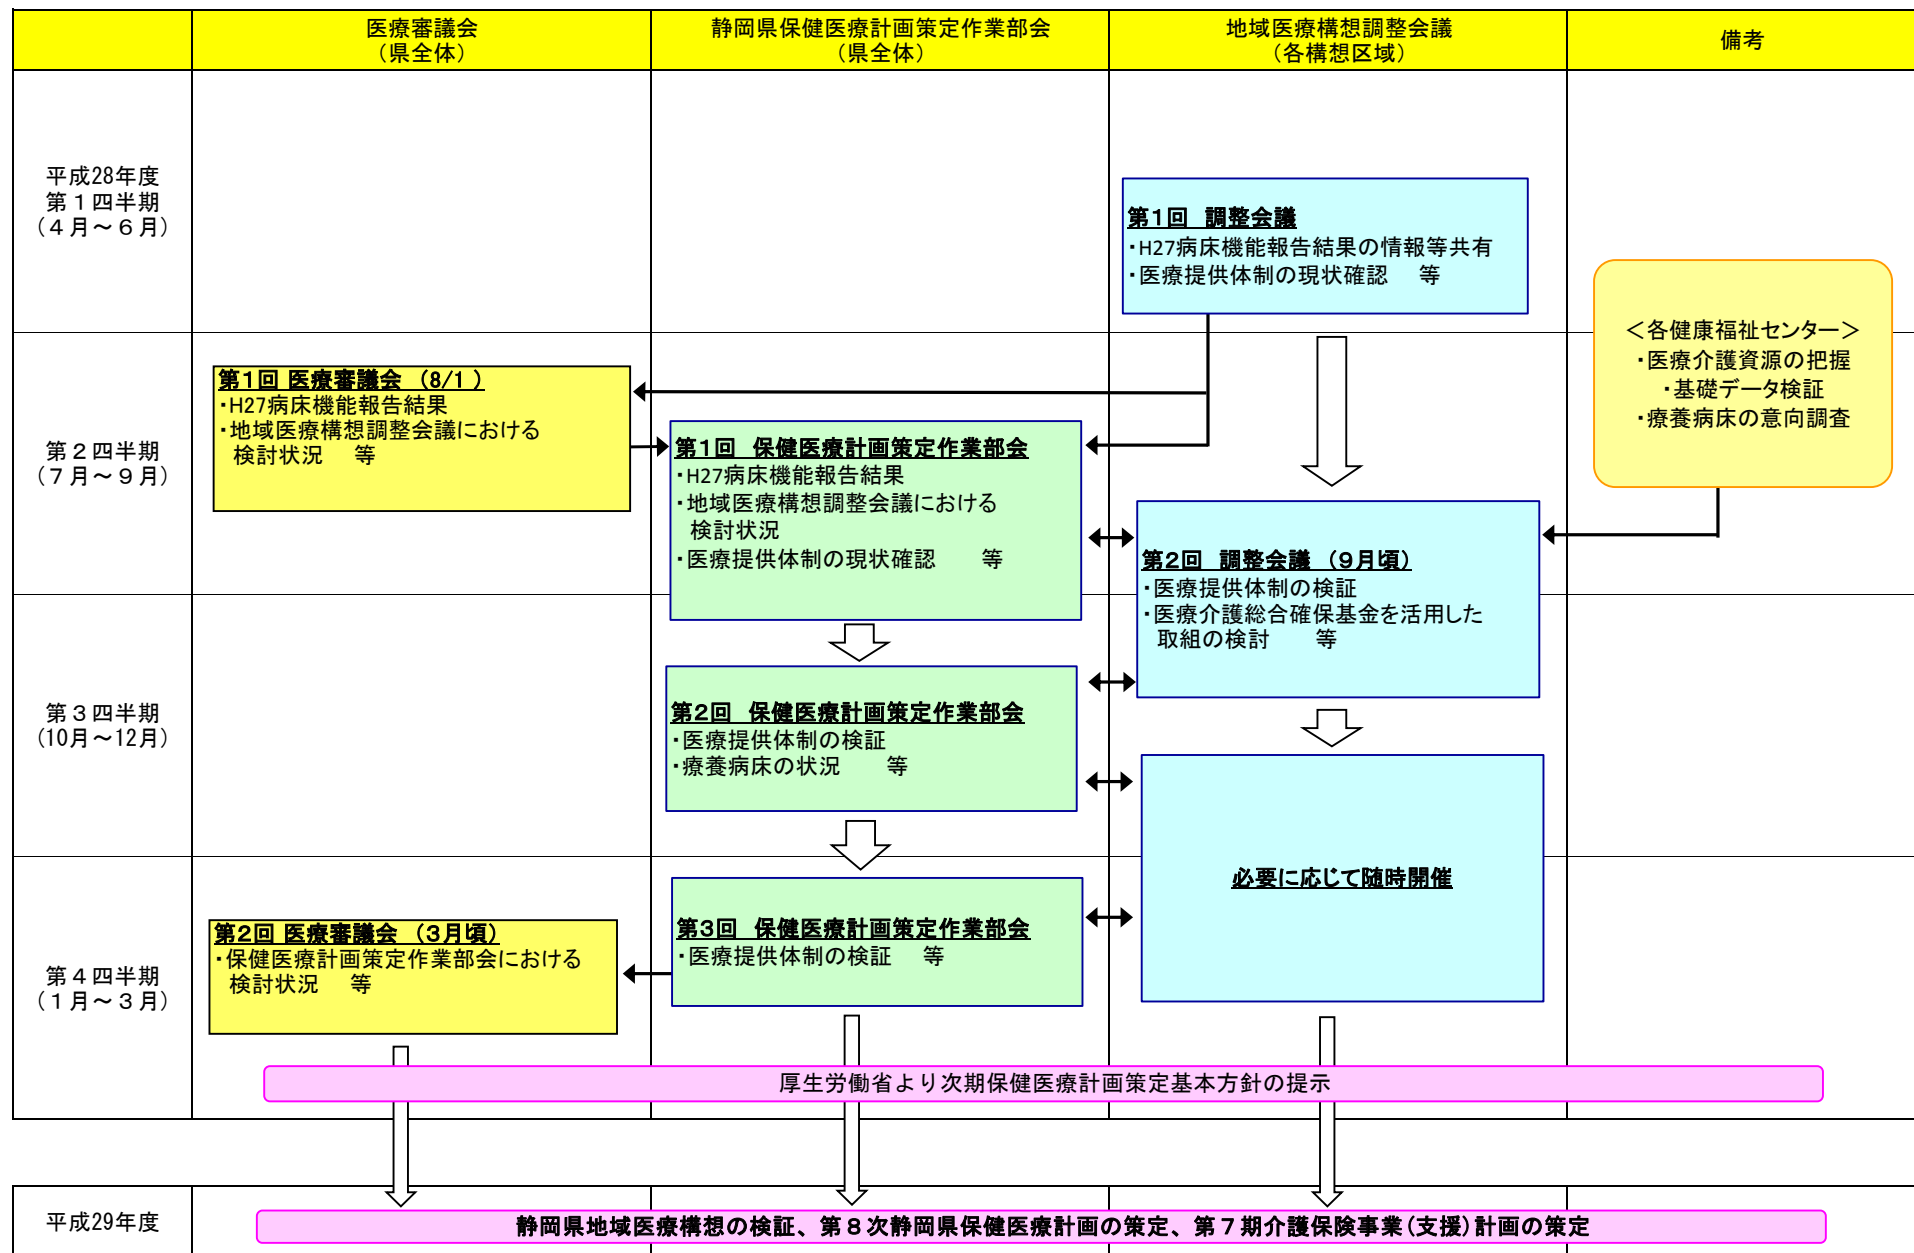 医療審議会
（県全体）
静岡県保健医療計画策定作業部会
（県全体）
地域医療構想調整会議
（各構想区域）
備考
平成28年度
第１四半期
（４月～６月）
第1回　調整会議
・H27病床機能報告結果の情報等共有
・医療提供体制の現状確認　等
＜各健康福祉センター＞
・医療介護資源の把握
・基礎データ検証
・療養病床の意向調査
第２四半期
（７月～９月）
第1回 医療審議会 （8/1 ）
・H27病床機能報告結果
・地域医療構想調整会議における
検討状況　等
第1回　保健医療計画策定作業部会
・H27病床機能報告結果
・地域医療構想調整会議における
検討状況
・医療提供体制の現状確認　　等
第2回　調整会議 （9月頃）
・医療提供体制の検証
・医療介護総合確保基金を活用した
取組の検討　　等
第３四半期
（10月～12月）
第2回　保健医療計画策定作業部会
・医療提供体制の検証
・療養病床の状況　　等
必要に応じて随時開催
第４四半期
（１月～３月）
第2回 医療審議会 （3月頃）
・保健医療計画策定作業部会における
検討状況　等
第3回　保健医療計画策定作業部会
・医療提供体制の検証　等
厚生労働省より次期保健医療計画策定基本方針の提示
平成29年度
静岡県地域医療構想の検証、第８次静岡県保健医療計画の策定、第７期介護保険事業（支援）計画の策定